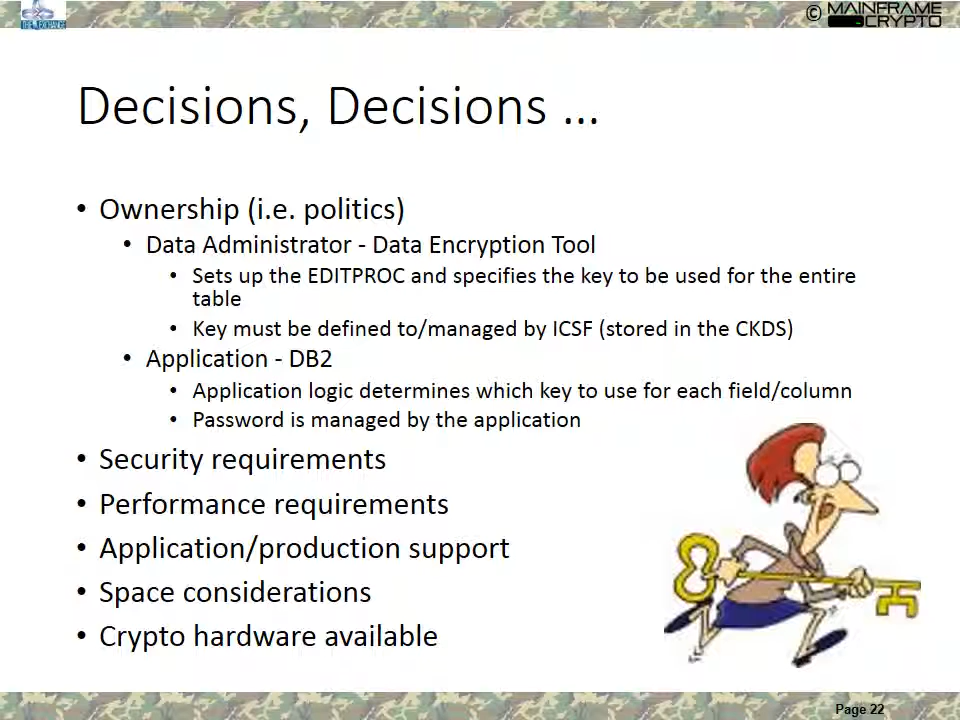 THE EXCHANGE
© MAINFRAME
CRYPTO
Decisions, Decisions …
• Ownership (i.e. politics)
• Data Administrator - Data Encryption Tool
• Sets up the EDITPROC and specifies the key to be used for the entire
table
• Key must be defined to/managed by ICSF (stored in the CKDS)
• Application - DB2
• Application logic determines which key to use for each field/column
• Password is managed by the application
• Security requirements
• Performance requirements
• Application/production support
• Space considerations
• Crypto hardware available
Page 22